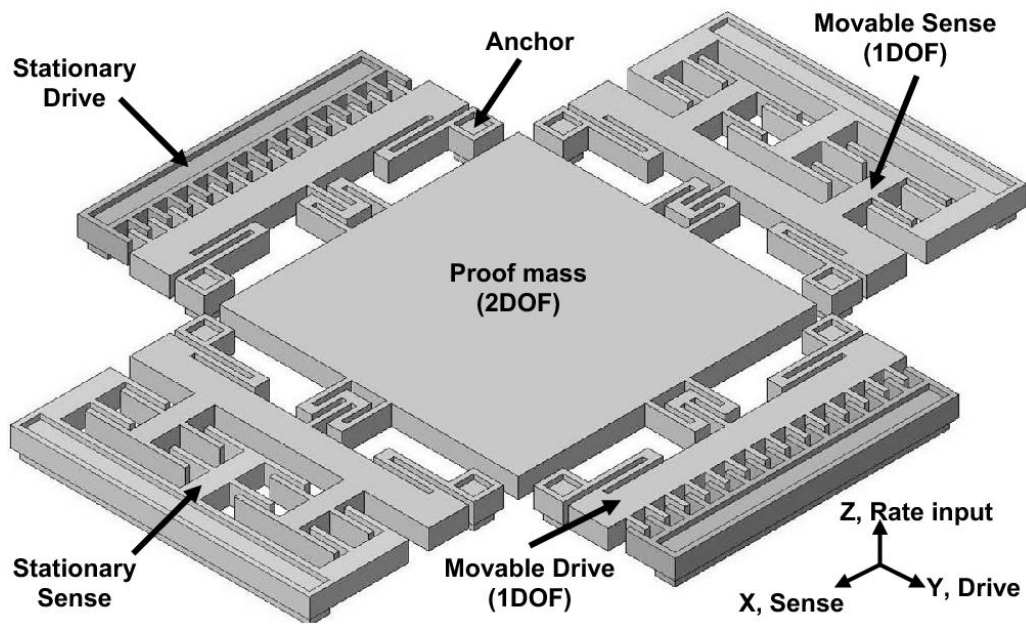 Anchor
Movable Sense
(1DOF)
Stationary
Drive
Proof mass
(2DOF)
Z, Rate input
Stationary
Sense
Movable Drive
(1DOF)
X, Sense
Y, Drive